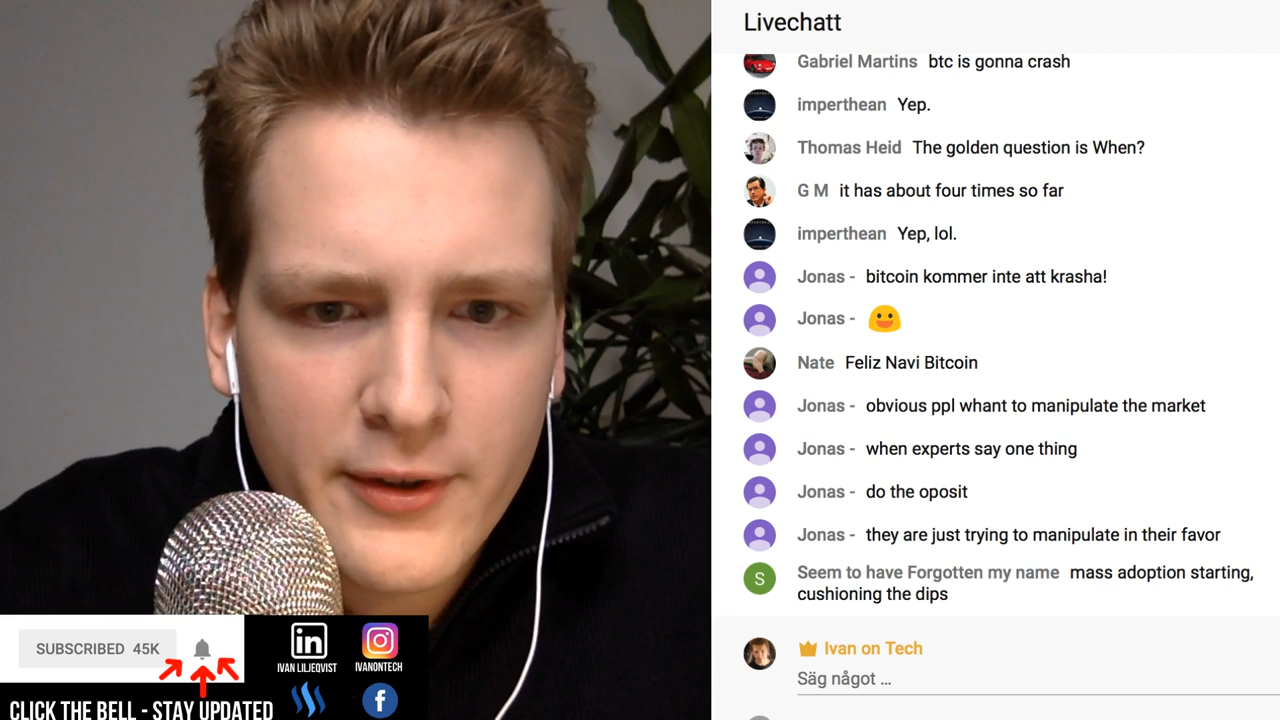 Livechatt
Gabriel Martins btc is gonna crash
imperthean Yep.
Thomas Heid The golden question is When?
G M it has about four times so far
imperthean Yep, lol.
Jonas - bitcoin kommer inte att krasha!
Jonas -
Nate Feliz Navi Bitcoin
Jonas - obvious ppl whant to manipulate the market
Jonas - when experts say one thing
Jonas - do the oposit
Jonas - they are just trying to manipulate in their favor
S
Seem to have Forgotten my name mass adoption starting,
cushioning the dips
Ivan on Tech
Säg något ...
SUBSCRIBED 45K
CLICK THE BELL - STAY UPDATED
in
IVAN LILJEQVIST
IVANONTECH
f